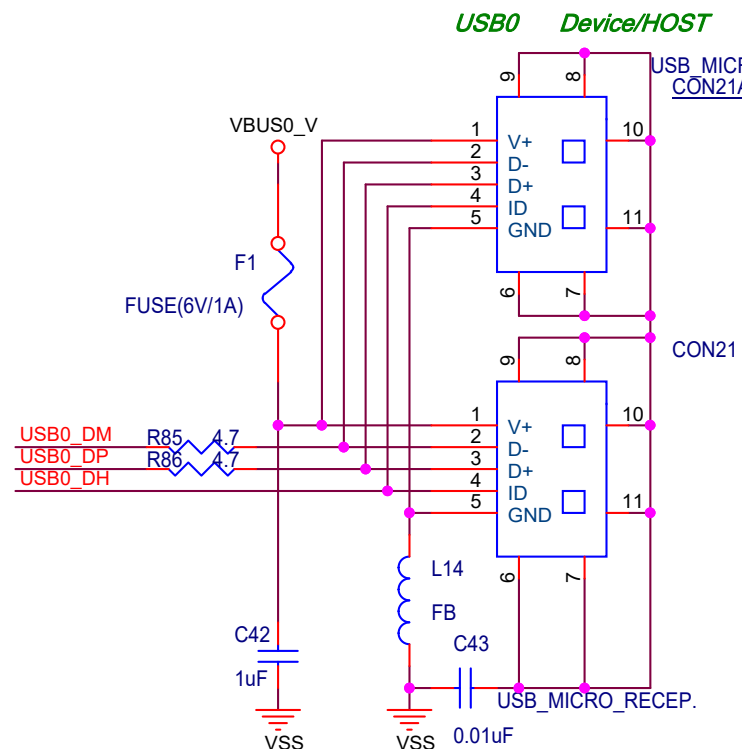 USB0 Device/HOST
9
8
USB_MICR
CON21A
VBUS0_V
1 V+ 10
2 D-
3 D+
4 ID
5 GND 11
F1
6
7
FUSE(6V/1A)
9
8
CON21
1 V+ 10
USB0_DM R85 4.7 2 D-
USB0_DP R86 4.7 3 D+
USB0_DH 4 ID
5 GND 11
6
7
L14
FB
C42
1uF
C43
USB_MICRO_RECEP.
0.01uF
VSS
VSS